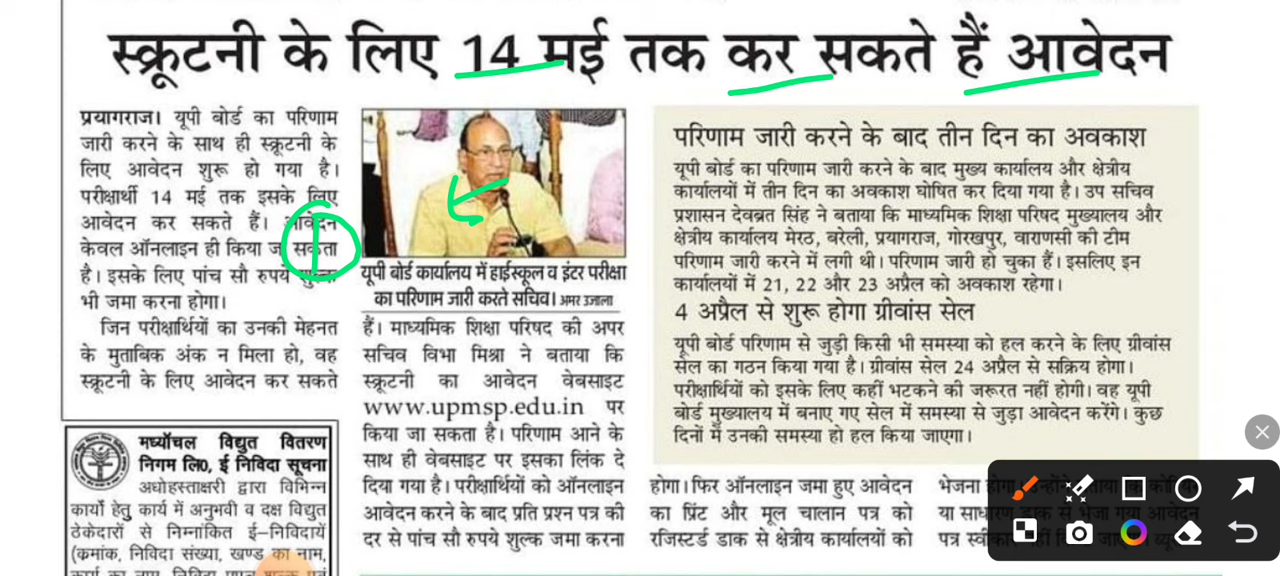 स्क्रूटनी के लिए 14 मई तक कर सकते हैं आवेदन
प्रयागराज। यूपी बोर्ड का परिणाम
जारी करने के साथ ही स्क्रूटनी के
लिए आवेदन शुरू हो गया है।
परीक्षार्थी 14 मई तक इसके लिए
आवेदन कर सकते हैं। आवेदन
केवल ऑनलाइन ही किया जा सकता
है। इसके लिए पांच सौ रुपये शुल्क
भी जमा करना होगा।
जिन परीक्षार्थियों का उनकी मेहनत
के मुताबिक अंक न मिला हो, वह
स्क्रूटनी के लिए आवेदन कर सकते
यूपी बोर्ड कार्यालय में हाईस्कूल व इंटर परीक्षा
का परिणाम जारी करते सचिव। अमर उजाला
हैं। माध्यमिक शिक्षा परिषद की अपर
सचिव विभा मिश्रा ने बताया कि
स्क्रूटनी का आवेदन वेबसाइट
www.upmsp.edu.in पर
किया जा सकता है। परिणाम आने के
साथ ही वेबसाइट पर इसका लिंक दे
दिया गया है। परीक्षार्थियों को ऑनलाइन
आवेदन करने के बाद प्रति प्रश्न पत्र की
दर से पांच सौ रुपये शुल्क जमा करना
परिणाम जारी करने के बाद तीन दिन का अवकाश
यूपी बोर्ड का परिणाम जारी करने के बाद मुख्य कार्यालय और क्षेत्रीय
कार्यालयों में तीन दिन का अवकाश घोषित कर दिया गया है। उप सचिव
प्रशासन देवब्रत सिंह ने बताया कि माध्यमिक शिक्षा परिषद मुख्यालय और
क्षेत्रीय कार्यालय मेरठ, बरेली, प्रयागराज, गोरखपुर, वाराणसी की टीम
परिणाम जारी करने में लगी थी। परिणाम जारी हो चुका हैं। इसलिए इन
कार्यालयों में 21, 22 और 23 अप्रैल को अवकाश रहेगा।
4 अप्रैल से शुरू होगा ग्रीवांस सेल
यूपी बोर्ड परिणाम से जुड़ी किसी भी समस्या को हल करने के लिए ग्रीवांस
सेल का गठन किया गया है। ग्रीवांस सेल 24 अप्रैल से सक्रिय होगा।
परीक्षार्थियों को इसके लिए कहीं भटकने की जरूरत नहीं होगी। वह यूपी
बोर्ड मुख्यालय में बनाए गए सेल में समस्या से जुड़ा आवेदन करेंगे। कुछ
दिनों में उनकी समस्या हो हल किया जाएगा।
होगा। फिर ऑनलाइन जमा हुए आवेदन
का प्रिंट और मूल चालान पत्र को
रजिस्टर्ड डाक से क्षेत्रीय कार्यालयों को
भेजना
या
पत्र
मध्यॉचल विद्युत वितरण
निगम लि0, ई निविदा सूचना
अधोहस्ताक्षरी द्वारा विभिन्न
कार्यो हेतु कार्य में अनुभवी व दक्ष विद्युत
ठेकेदारों से निम्नांकित ई–निविदायें
(क्रमांक, निविदा संख्या, खण्ड का नाम,